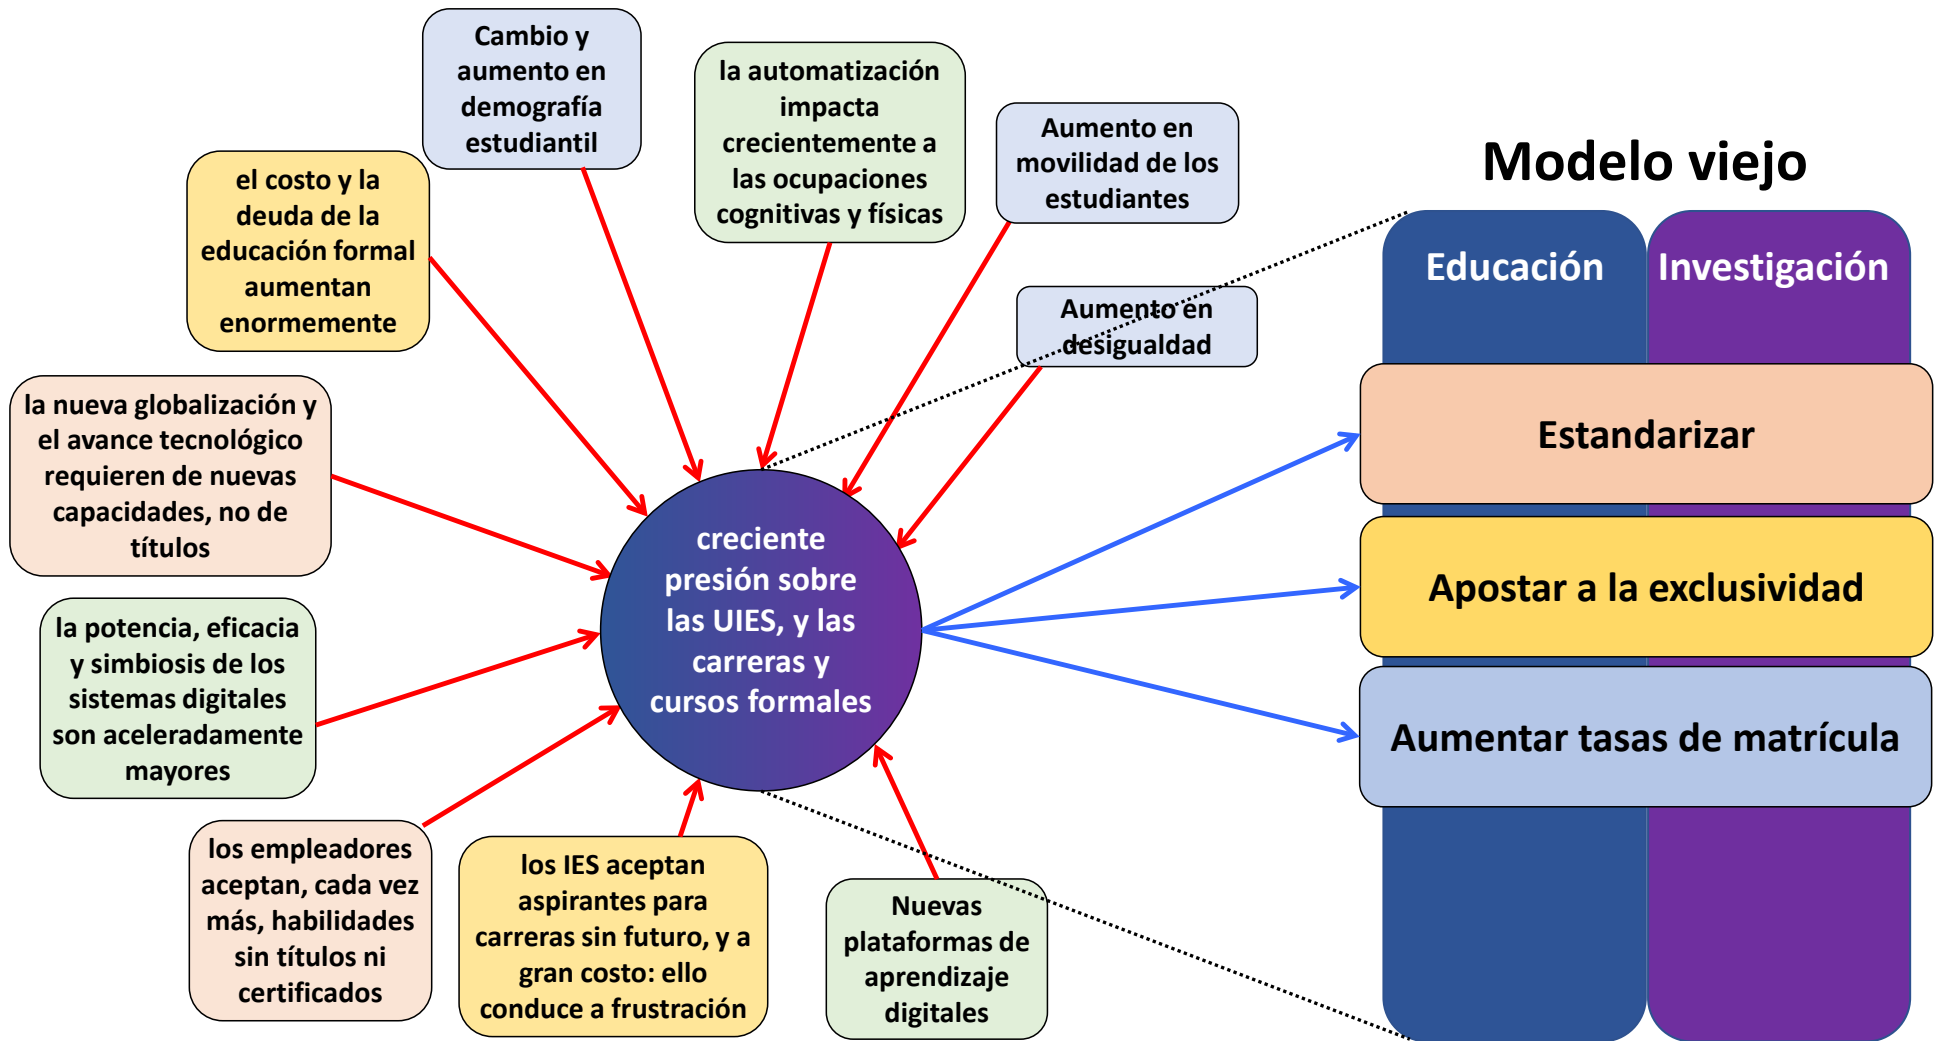 Cambio y
aumento en
demografía
estudiantil
la automatización
impacta
crecientemente a
las ocupaciones
cognitivas y físicas
Aumento en
movilidad de los
estudiantes
Aumento en
desigualdad
el costo y la
deuda de la
educación formal
aumentan
enormemente
la nueva globalización y
el avance tecnológico
requieren de nuevas
capacidades, no de
títulos
la potencia, eficacia
y simbiosis de los
sistemas digitales
son aceleradamente
mayores
los empleadores
aceptan, cada vez
más, habilidades
sin títulos ni
certificados
los IES aceptan
aspirantes para
carreras sin futuro, y a
gran costo: ello
conduce a frustración
Nuevas
plataformas de
aprendizaje
digitales
creciente
presión sobre
las UIES, y las
carreras y
cursos formales
Modelo viejo
Educación
Investigación
Estandarizar
Apostar a la exclusividad
Aumentar tasas de matrícula